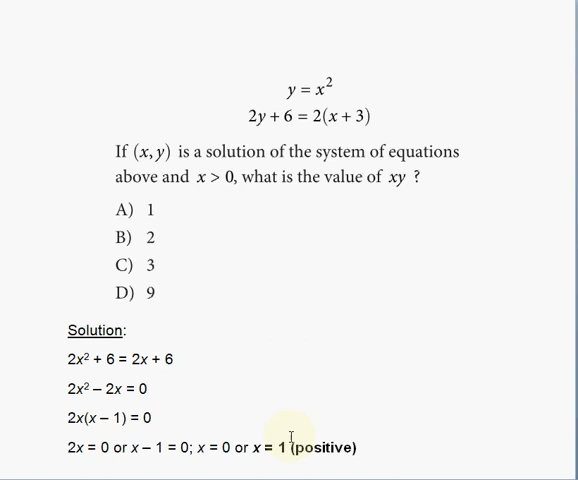 y = x²
2y + 6 = 2(x + 3)
If (x, y) is a solution of the system of equations
above and x > 0, what is the value of xy ?
A) 1
B) 2
C) 3
D) 9
Solution:
2x² + 6 = 2x + 6
2x² – 2x = 0
2x(x – 1) = 0
2x = 0 or x – 1 = 0; x = 0 or x = 1 (positive)